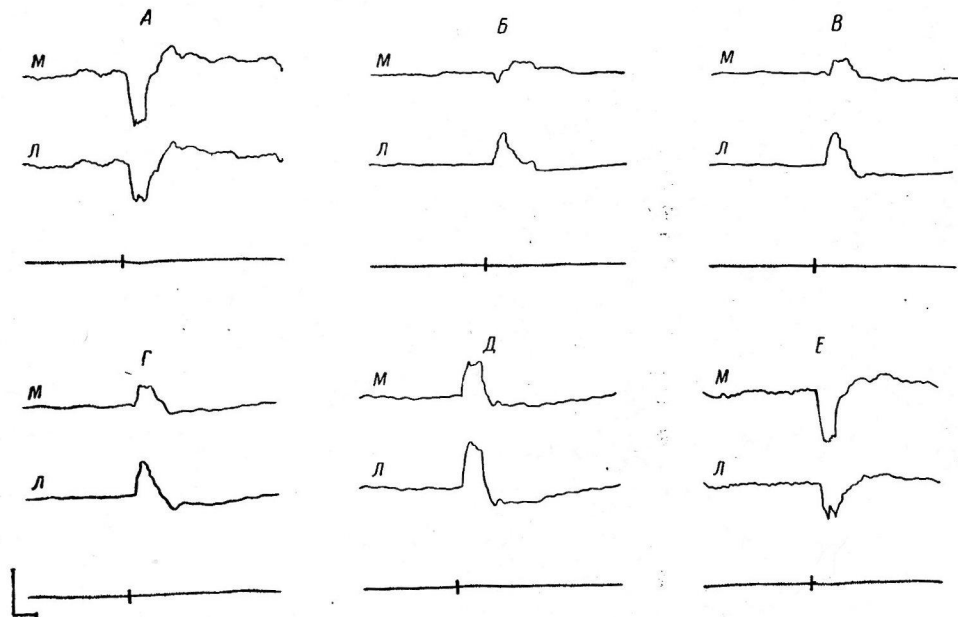 А Б В
М М М
Л Л Л
Г Д Е
М М М
Л Л Л